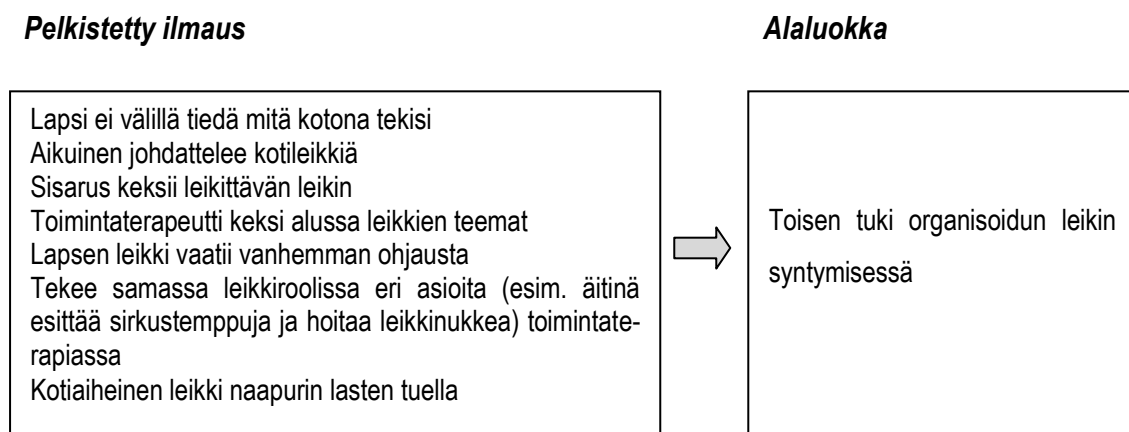 Pelkistetty ilmaus
Alaluokka
Lapsi ei välillä tiedä mitä kotona tekisi
Aikuinen johdattelee kotileikkiä
Sisarus keksii leikittävän leikin
Toimintaterapeutti keksi alussa leikkien teemat
Lapsen leikki vaatii vanhemman ohjausta
Tekee samassa leikkiroolissa eri asioita (esim. äitinä
esittää sirkustemppuja ja hoitaa leikkinukkea) toimintate-
rapiassa
Kotiaiheinen leikki naapurin lasten tuella
Toisen tuki organisoidun leikin
syntymisessä